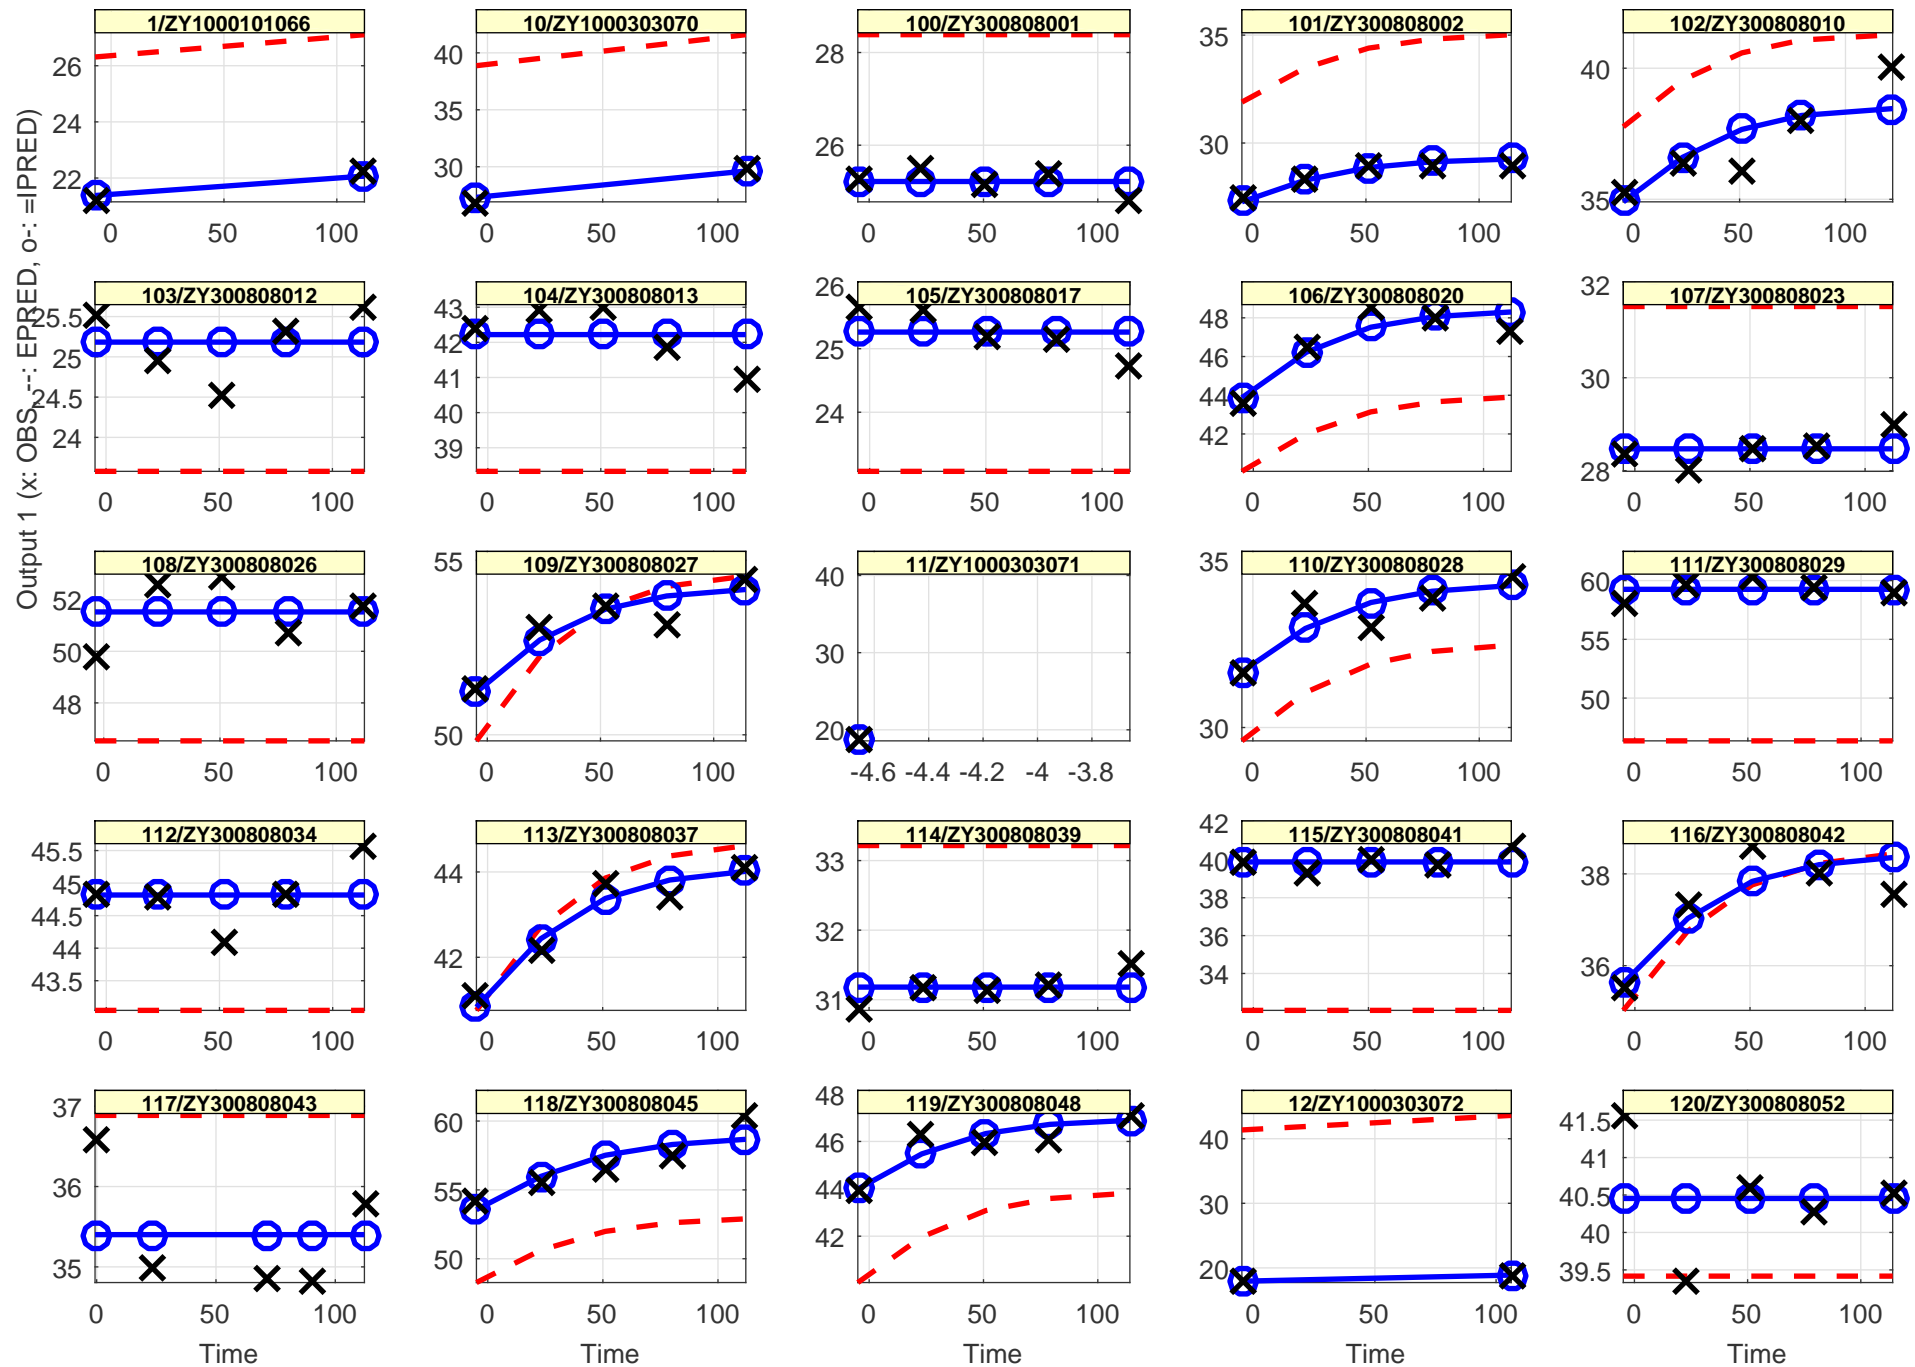 Output 1 (x: OBS, --: EPRED, o-: =IPRED)
1/ZY1000101066
26
24
22
0 50 100
10/ZY1000303070
40
35
30
0 50 100
100/ZY300808001
28
26
0 50 100
101/ZY300808002
35
30
0 50 100
102/ZY300808010
40
35
0 50 100
103/ZY300808012
25.5
25
24.5
24
0 50 100
104/ZY300808013
43
42
41
40
39
0 50 100
105/ZY300808017
26
25
24
0 50 100
106/ZY300808020
48
46
44
42
0 50 100
107/ZY300808023
32
30
28
0 50 100
108/ZY300808026
52
50
48
0 50 100
109/ZY300808027
55
50
0 50 100
11/ZY1000303071
40
30
20
-4.6 -4.4 -4.2 -4 -3.8
110/ZY300808028
35
30
0 50 100
111/ZY300808029
60
55
50
0 50 100
112/ZY300808034
45.5
45
44.5
44
43.5
0 50 100
113/ZY300808037
44
42
0 50 100
114/ZY300808039
33
32
31
0 50 100
115/ZY300808041
42
40
38
36
34
0 50 100
116/ZY300808042
38
36
0 50 100
117/ZY300808043
37
36
35
0 50 100
Time
118/ZY300808045
60
55
50
0 50 100
Time
119/ZY300808048
48
46
44
42
0 50 100
Time
12/ZY1000303072
40
30
20
0 50 100
Time
120/ZY300808052
41.5
41
40.5
40
39.5
0 50 100
Time